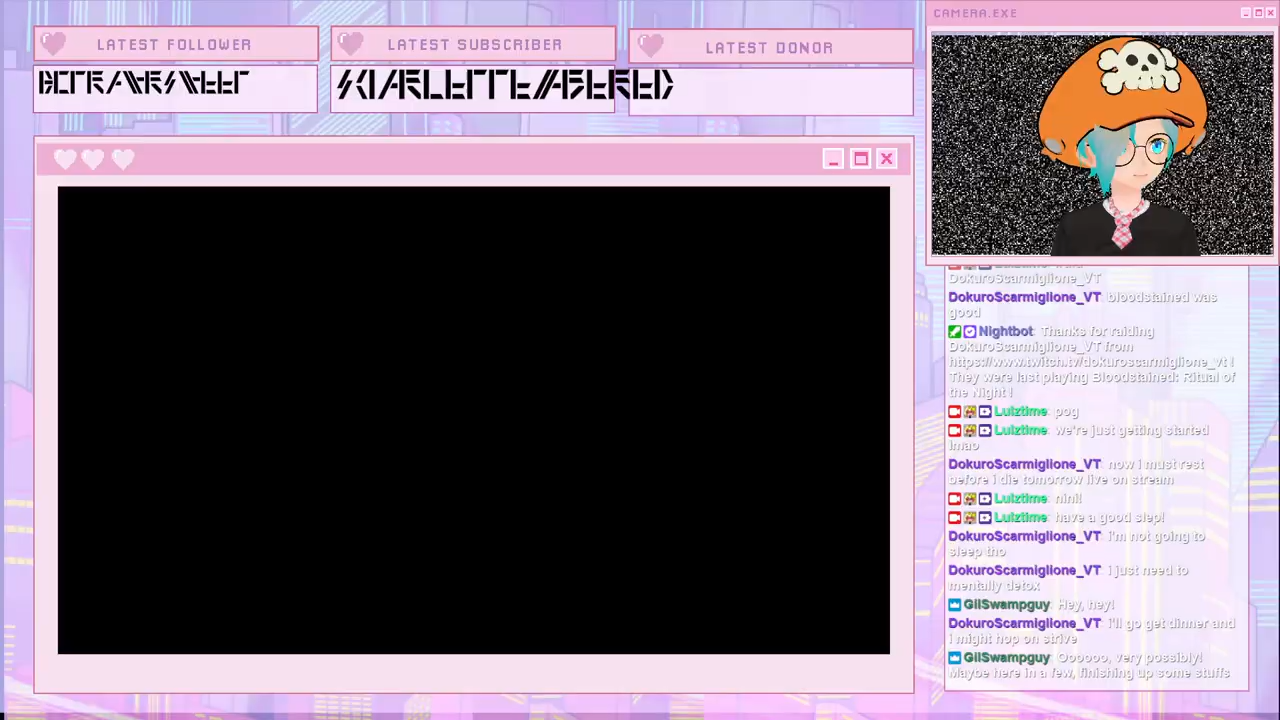 LATEST FOLLOWER
LATEST SUBSCRIBER
LATEST DONOR
CAMERA.EXE
DokuroScarmiglione_VT
DokuroScarmiglione_VT bloodstained was
good
Nightbot Thanks for raiding
DokuroScarmiglione_VT from
https://www.twitch.tv/dokuroscarmiglione_vt !
They were last playing Bloodstained: Ritual of
the Night !
Luiztime pog
Luiztime we're just getting started
lmao
DokuroScarmiglione_VT now i must rest
before i die tomorrow live on stream
Luiztime nini!
Luiztime have a good slep!
DokuroScarmiglione_VT i'm not going to
sleep tho
DokuroScarmiglione_VT i just need to
mentally detox
GilSwampguy Hey, hey!
DokuroScarmiglione_VT i'll go get dinner and
i might hop on strive
GilSwampguy Oooooo, very possibly!
Maybe here in a few, finishing up some stuffs